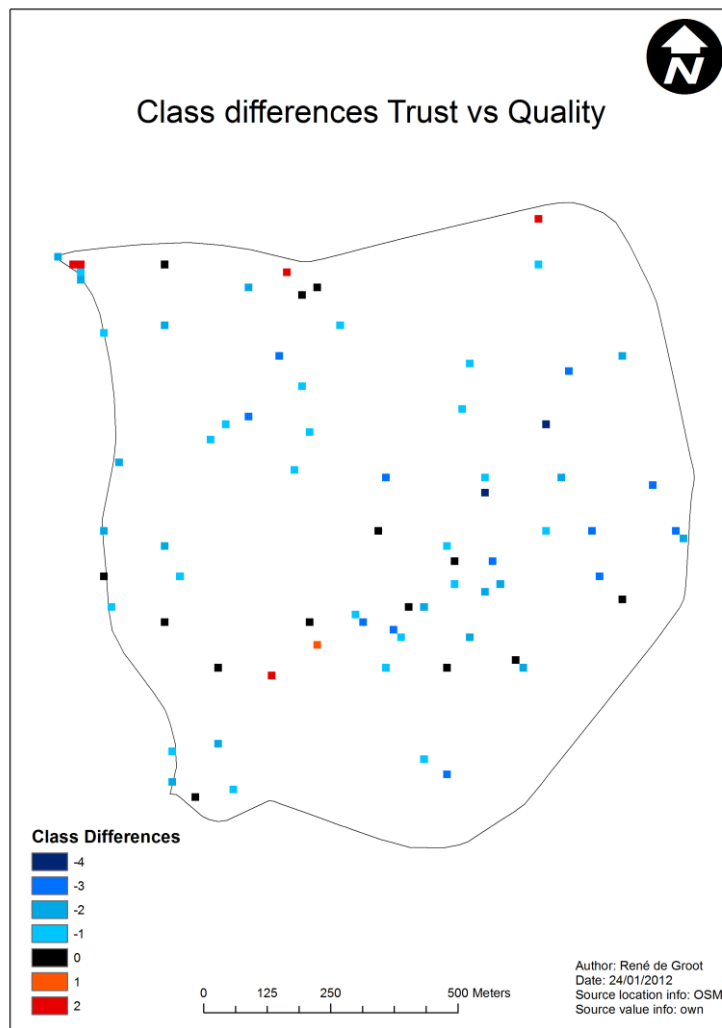 N
Class differences Trust vs Quality
Class Differences
-4
-3
-2
-1
0
1
2
0 125 250 500 Meters
Author: René de Groot
Date: 24/01/2012
Source location info: OSM
Source value info: own